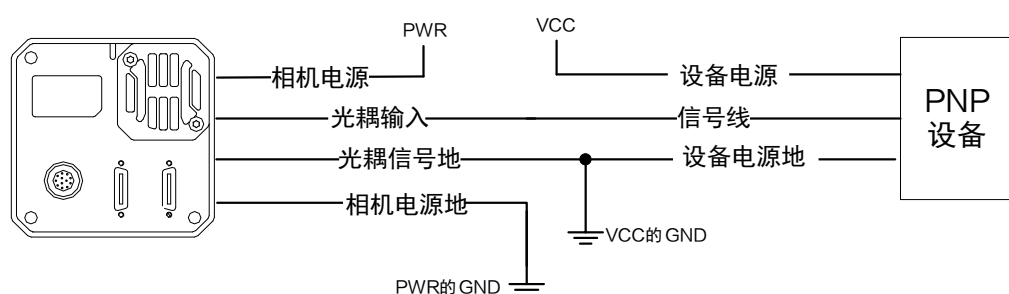 PWR
VCC
相机电源
设备电源
光耦输入
信号线
PNP
设备
光耦信号地
设备电源地
相机电源地
VCC的GND
PWR的GND